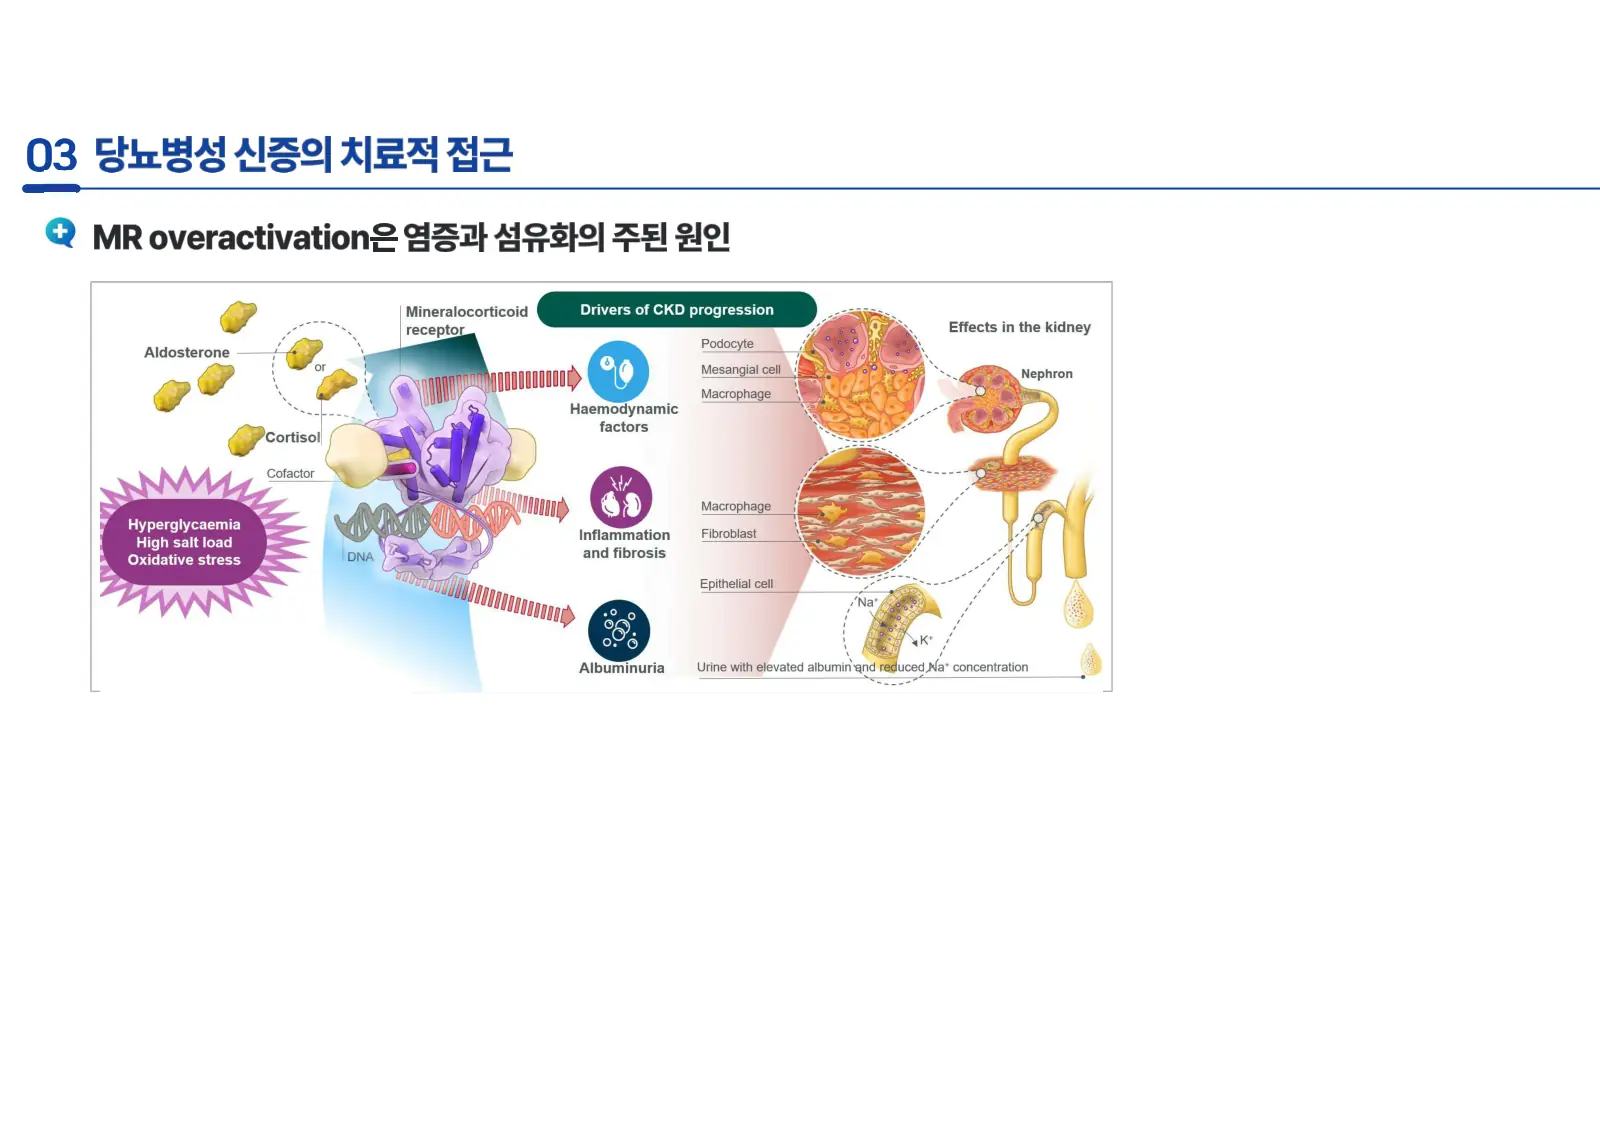 03 당뇨병성 신증의 치료적 접근
MR overactivation은 염증과 섬유화의 주된 원인
Mineralocorticoid
receptor
Drivers of CKD progression
Effects in the kidney
Aldosterone
or
Cortisol
Cofactor
DNA
Hyperglycaemia
High salt load
Oxidative stress
Haemodynamic
factors
Inflammation
and fibrosis
Albuminuria
Podocyte
Mesangial cell
Macrophage
Nephron
Macrophage
Fibroblast
Epithelial cell
Na⁺
K⁺
Urine with elevated albumin and reduced Na⁺ concentration